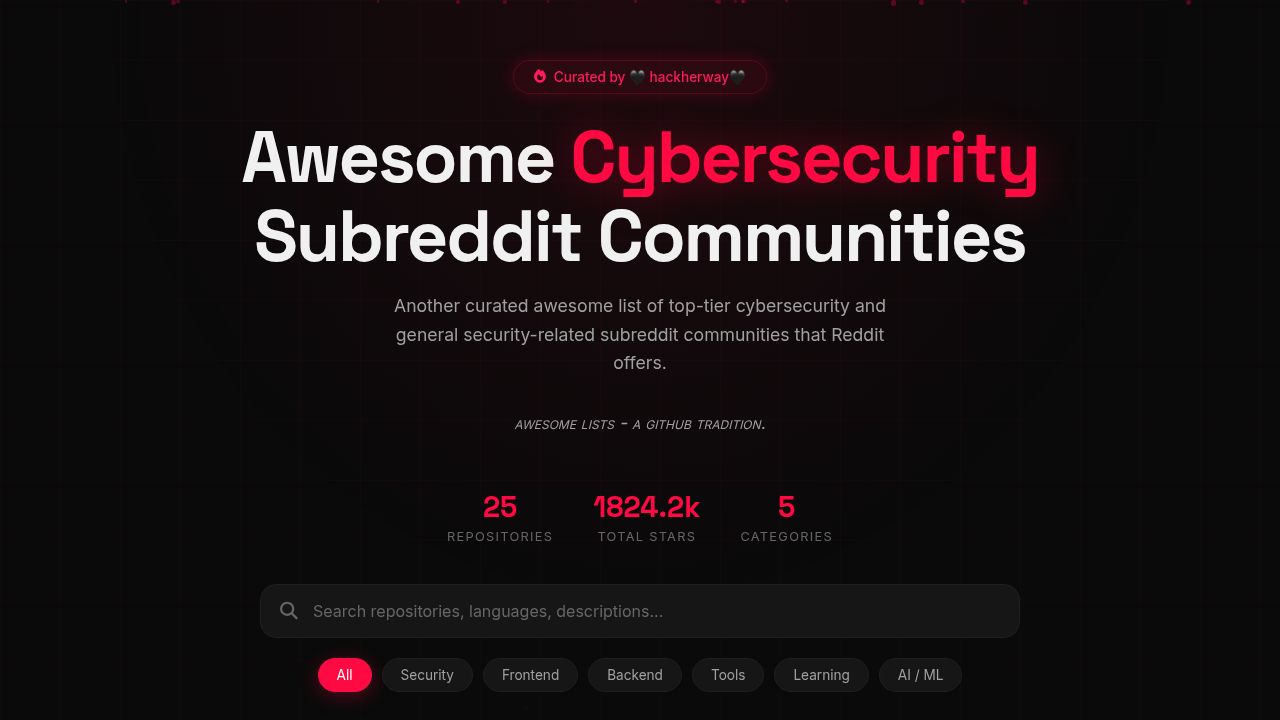 Curated by 🖤 hackherway🖤
Awesome Cybersecurity
Subreddit Communities
Another curated awesome list of top-tier cybersecurity and
general security-related subreddit communities that Reddit
offers.
AWESOME LISTS - A GITHUB TRADITION.
25
REPOSITORIES
1824.2k
TOTAL STARS
5
CATEGORIES
Search repositories, languages, descriptions...
All
Security
Frontend
Backend
Tools
Learning
AI / ML